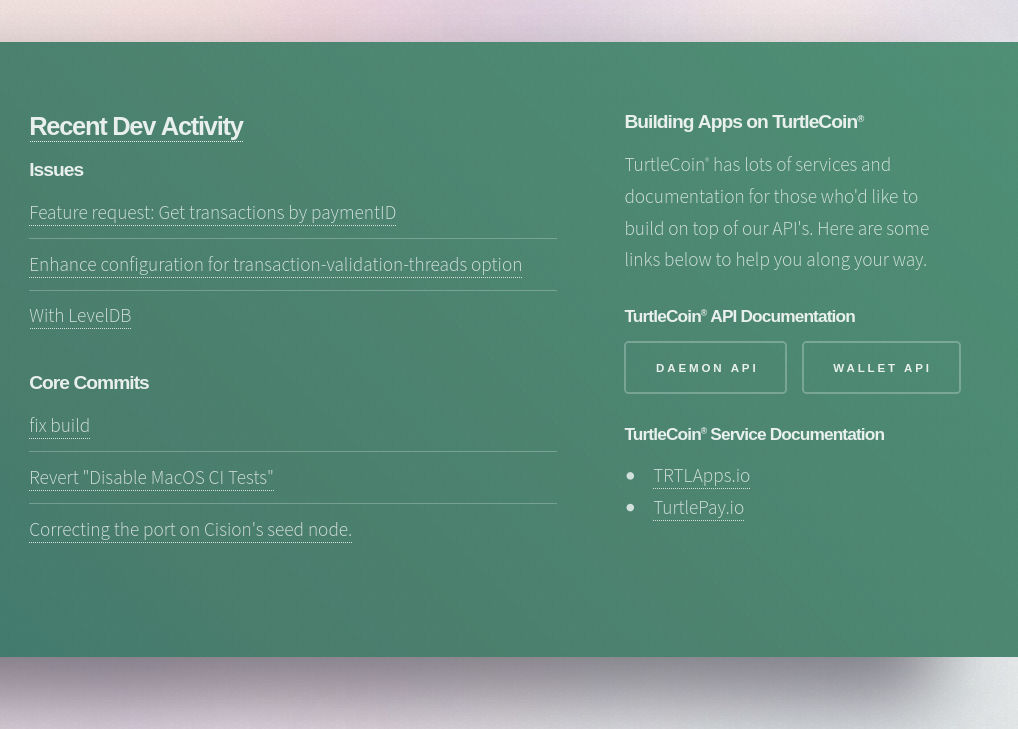 Recent Dev Activity
Issues
Feature request: Get transactions by paymentID
Enhance configuration for transaction-validation-threads option
With LevelDB
Core Commits
fix build
Revert "Disable MacOS CI Tests"
Correcting the port on Cision's seed node.
Building Apps on TurtleCoin®
TurtleCoin® has lots of services and
documentation for those who'd like to
build on top of our API's. Here are some
links below to help you along your way.
TurtleCoin® API Documentation
DAEMON API
WALLET API
TurtleCoin® Service Documentation
TRTLApps.io
TurtlePay.io